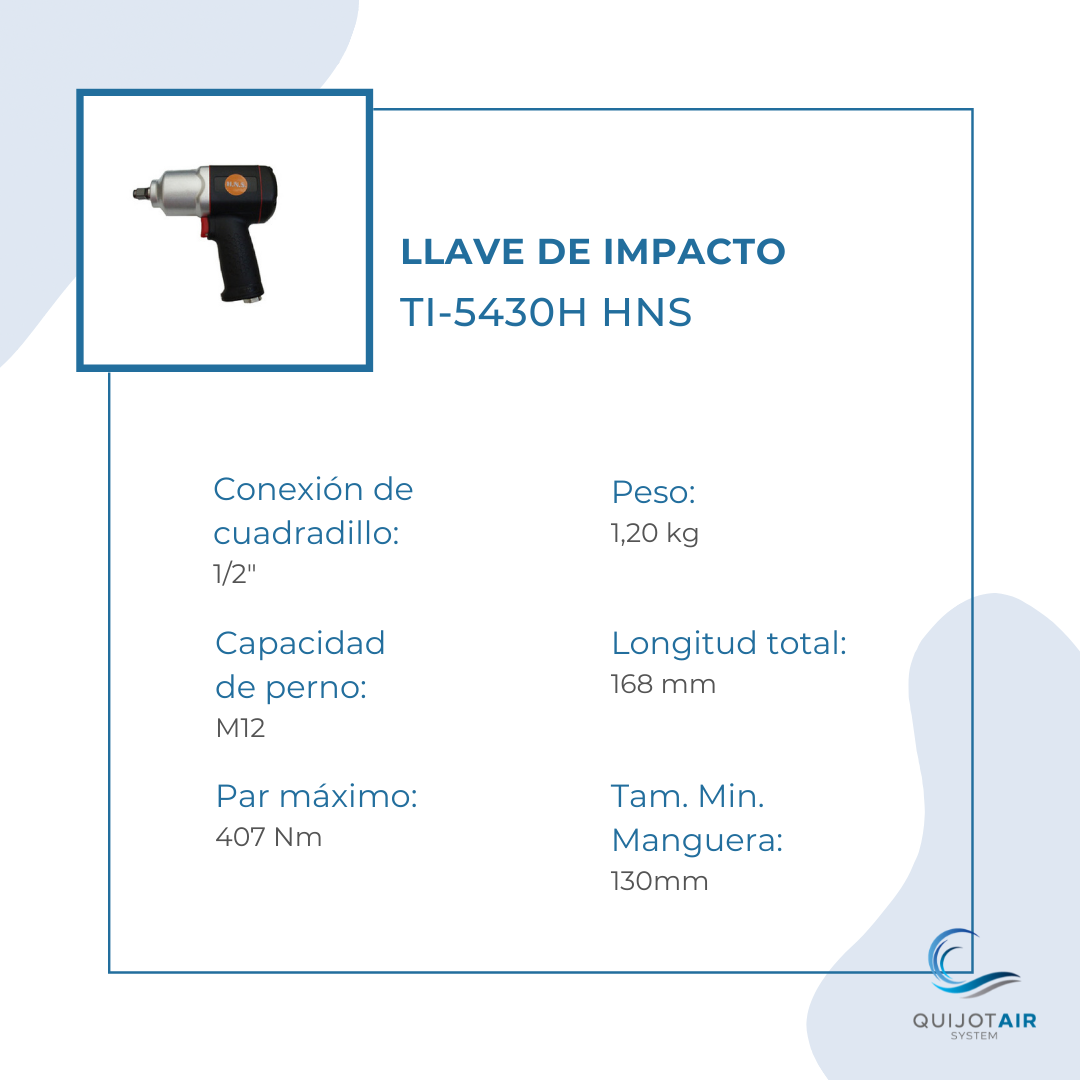 LLAVE DE IMPACTO
TI-5430H HNS
Conexión de
cuadradillo:
1/2"
Peso:
1,20 kg
Capacidad
de perno:
M12
Longitud total:
168 mm
Par máximo:
407 Nm
Tam. Min.
Manguera:
130mm
QUIJOTAIR
SYSTEM